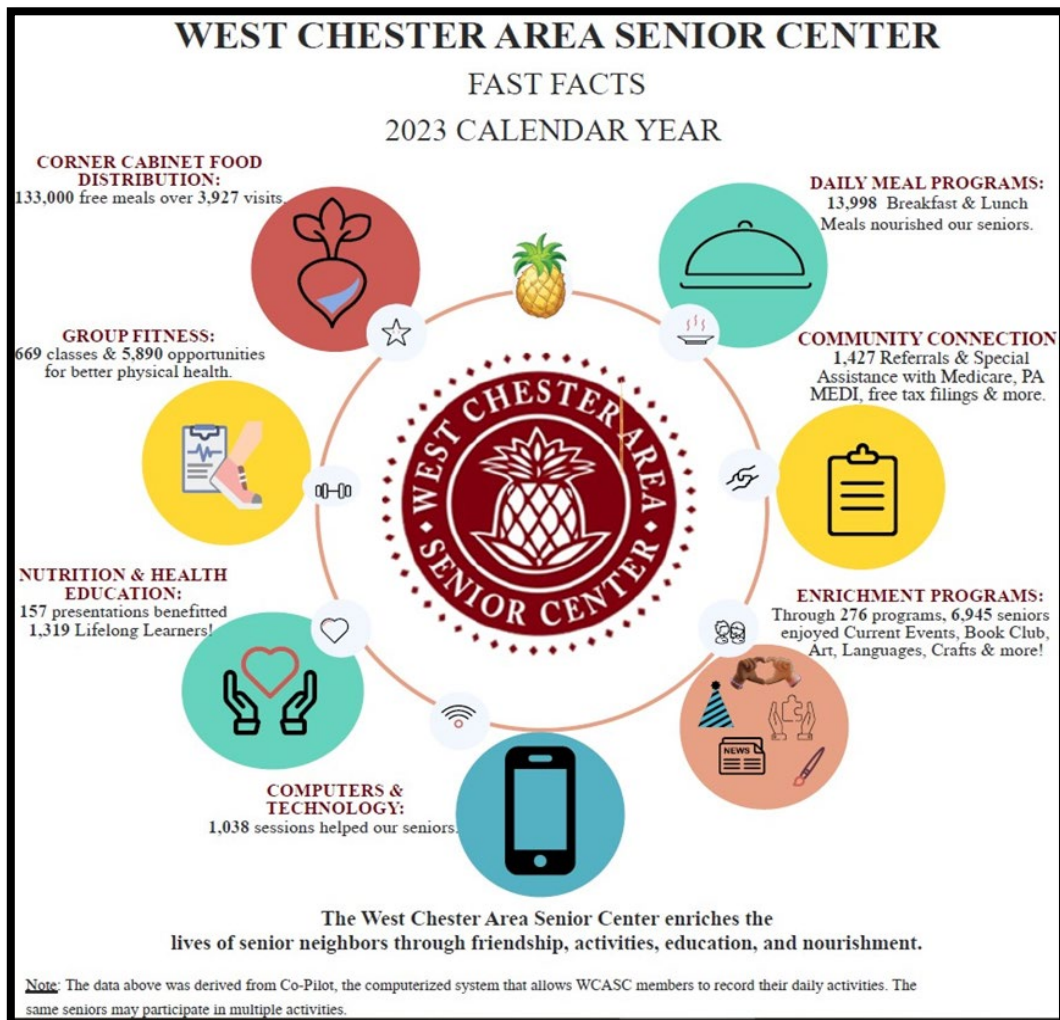 WEST CHESTER AREA SENIOR CENTER
FAST FACTS
2023 CALENDAR YEAR
CORNER CABINET FOOD
DISTRIBUTION:
133,000 free meals over 3,927 visits.
DAILY MEAL PROGRAMS:
13,998 Breakfast & Lunch
Meals nourished our seniors.
GROUP FITNESS:
669 classes & 5,890 opportunities
for better physical health.
COMMUNITY CONNECTION
1,427 Referrals & Special
Assistance with Medicare, PA
MEDI, free tax filings & more.
WEST CHESTER AREA
SENIOR CENTER
NUTRITION & HEALTH
EDUCATION:
157 presentations benefitted
1,319 Lifelong Learners!
ENRICHMENT PROGRAMS:
Through 276 programs, 6,945 seniors
enjoyed Current Events, Book Club,
Art, Languages, Crafts & more!
NEWS
COMPUTERS &
TECHNOLOGY:
1,038 sessions helped our seniors.
The West Chester Area Senior Center enriches the
lives of senior neighbors through friendship, activities, education, and nourishment.
Note: The data above was derived from Co-Pilot, the computerized system that allows WCASC members to record their daily activities. The
same seniors may participate in multiple activities.